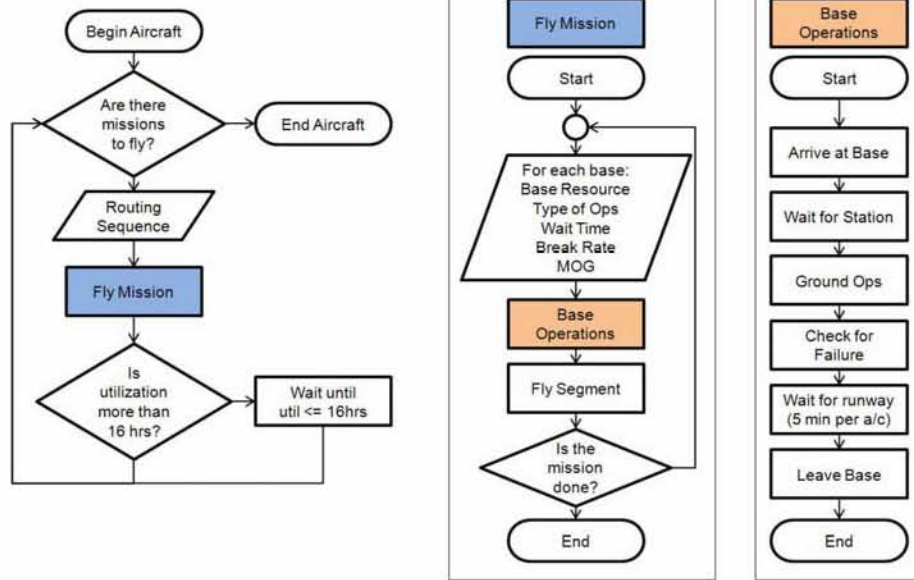 Begin Aircraft
Are there
missions
to fly?
End Aircraft
Routing
Sequence
Fly Mission
Is
utilization
more than
16 hrs?
Wait until
util <= 16hrs
Fly Mission
Start
For each base:
Base Resource
Type of Ops
Wait Time
Break Rate
MOG
Base
Operations
Fly Segment
Is the
mission
done?
End
Base
Operations
Start
Arrive at Base
Wait for Station
Ground Ops
Check for
Failure
Wait for runway
(5 min per a/c)
Leave Base
End